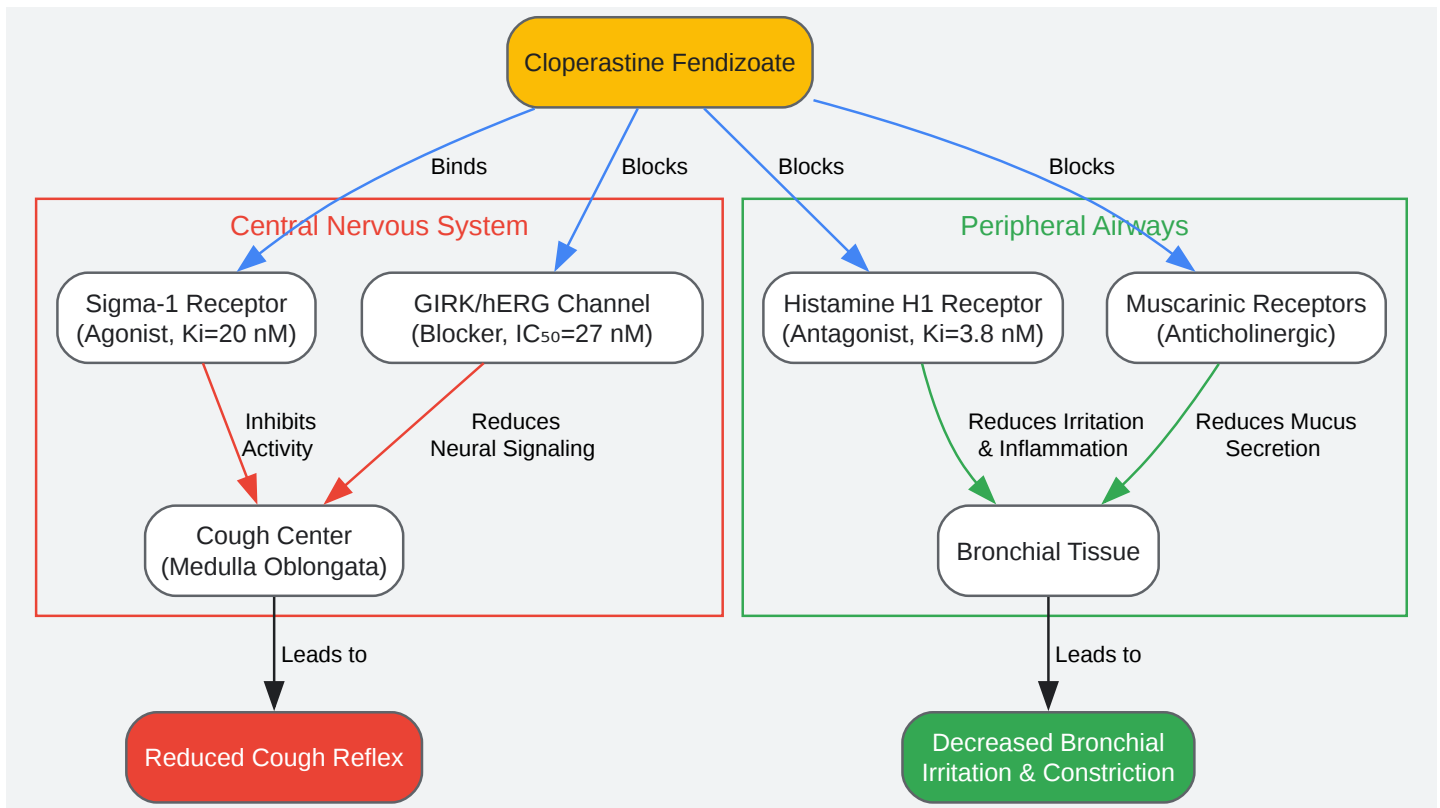 Cloperastine Fendizoate
Binds
Blocks
Blocks
Blocks
Central Nervous System
Peripheral Airways
Sigma-1 Receptor
(Agonist, Ki=20 nM)
GIRK/hERG Channel
(Blocker, IC₅₀=27 nM)
Histamine H1 Receptor
(Antagonist, Ki=3.8 nM)
Muscarinic Receptors
(Anticholinergic)
Inhibits
Activity
Reduces
Neural Signaling
Reduces Irritation
& Inflammation
Reduces Mucus
Secretion
Cough Center
(Medulla Oblongata)
Bronchial Tissue
Leads to
Leads to
Reduced Cough Reflex
Decreased Bronchial
Irritation & Constriction